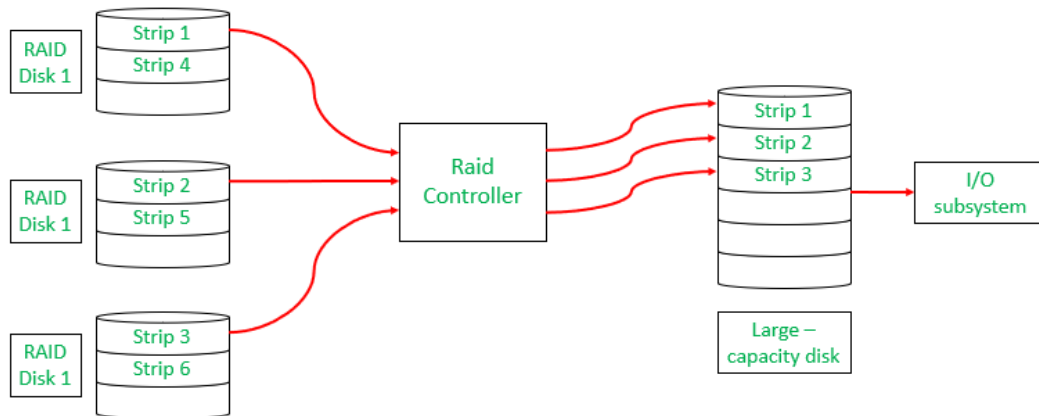 RAID
Disk 1
Strip 1
Strip 4
RAID
Disk 1
Strip 2
Strip 5
RAID
Disk 1
Strip 3
Strip 6
Raid
Controller
Strip 1
Strip 2
Strip 3
Large –
capacity disk
I/O
subsystem